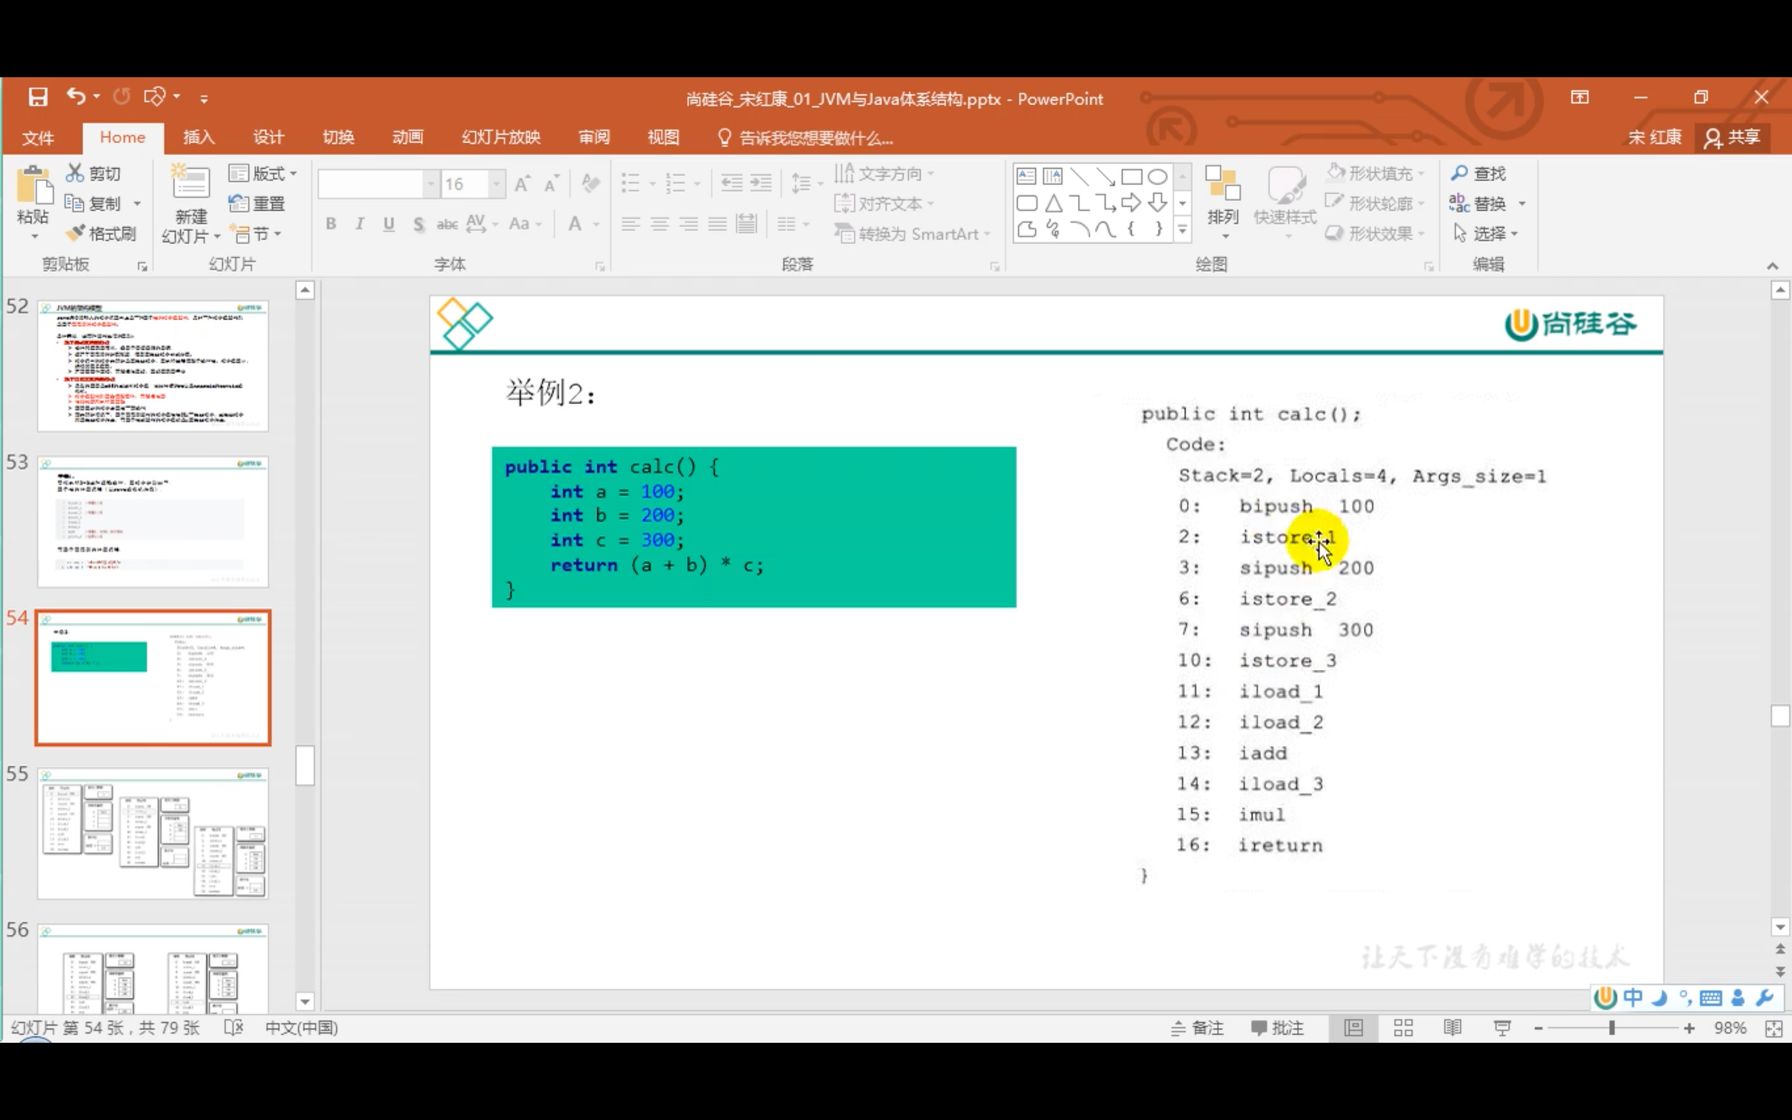 尚硅谷_宋红康_01_JVM与Java体系结构.pptx - PowerPoint
文件 Home 插入 设计 切换 动画 幻灯片放映 审阅 视图 告诉我您想要做什么... 宋 红康 共享
粘贴 剪切 复制 格式刷 剪贴板
新建幻灯片 版式 重置 节 幻灯片
16 B I U S abc AV Aa A 字体
文字方向 对齐文本 转换为 SmartArt 段落
排列 快速样式 形状填充 形状轮廓 形状效果 绘图
查找 替换 选择 编辑
52
53
54
55
56
尚硅谷
举例2：
public int calc() {
int a = 100;
int b = 200;
int c = 300;
return (a + b) * c;
}
public int calc();
Code:
Stack=2, Locals=4, Args_size=1
0: bipush 100
2: istore_1
3: sipush 200
6: istore_2
7: sipush 300
10: istore_3
11: iload_1
12: iload_2
13: iadd
14: iload_3
15: imul
16: ireturn
}
让天下没有难学的技术
中
幻灯片 第 54 张，共 79 张 中文(中国) 备注 批注 98%